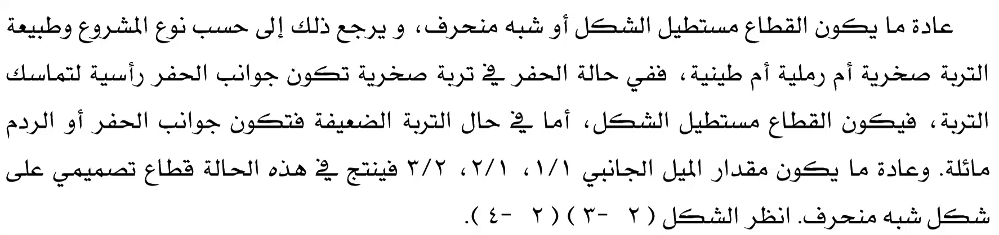 عادة ما يكون القطاع مستطيل الشكل أو شبه منحرف، و يرجع ذلك إلى حسب نوع المشروع وطبيعة
التربة صخرية أم رملية أم طينية، ففي حالة الحفر في تربة صخرية تكون جوانب الحفر رأسية لتماسك
التربة، فيكون القطاع مستطيل الشكل، أما في حال التربة الضعيفة فتكون جوانب الحفر أو الردم
مائلة. وعادة ما يكون مقدار الميل الجانبي ١/١، ٢/١، ٣/٢ فينتج في هذه الحالة قطاع تصميمي على
شكل شبه منحرف. انظر الشكل ( ٢ -٣ ) ( ٢ -٤ ).